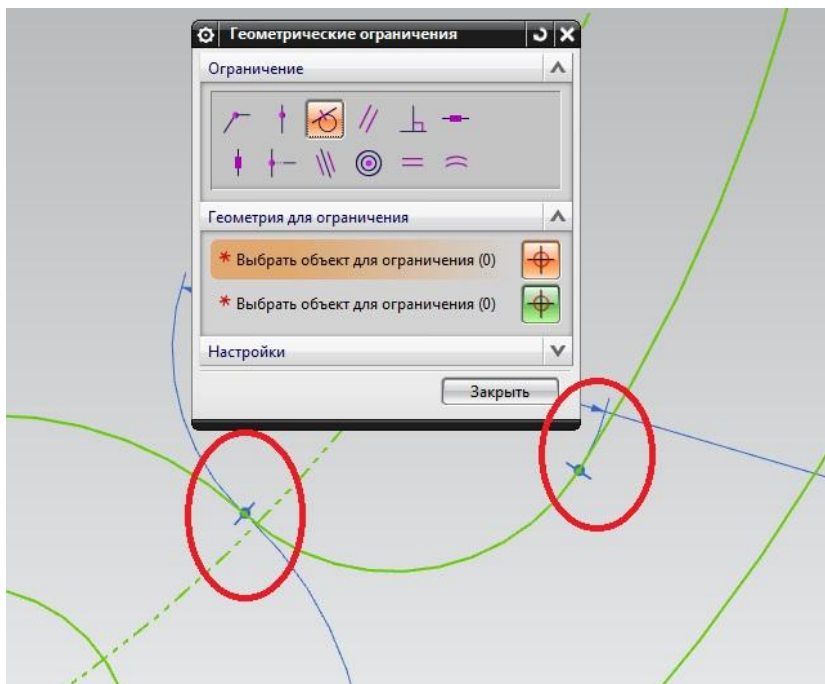 Геометрические ограничения
Ограничение
Геометрия для ограничения
* Выбрать объект для ограничения (0)
* Выбрать объект для ограничения (0)
Настройки
Закрыть